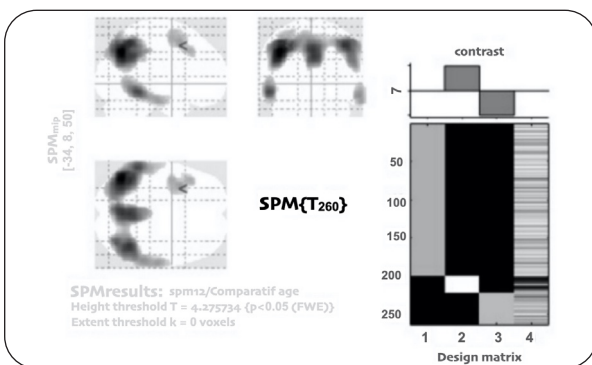 contrast
7
SPMmip
[-34, 8, 50]
<
<
SPM{T260}
50
100
150
200
250
1 2 3 4
Design matrix
SPMresults: spm12/Comparatif age
Height threshold T = 4.275734 {p<0.05 (FWE)}
Extent threshold k = 0 voxels